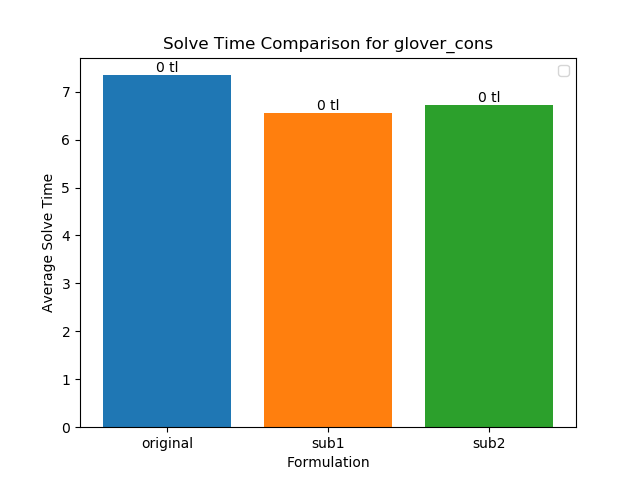 Solve Time Comparison for glover_cons
0 tl
0 tl
0 tl
7
6
5
4
3
2
1
0
Average Solve Time
original
sub1
sub2
Formulation